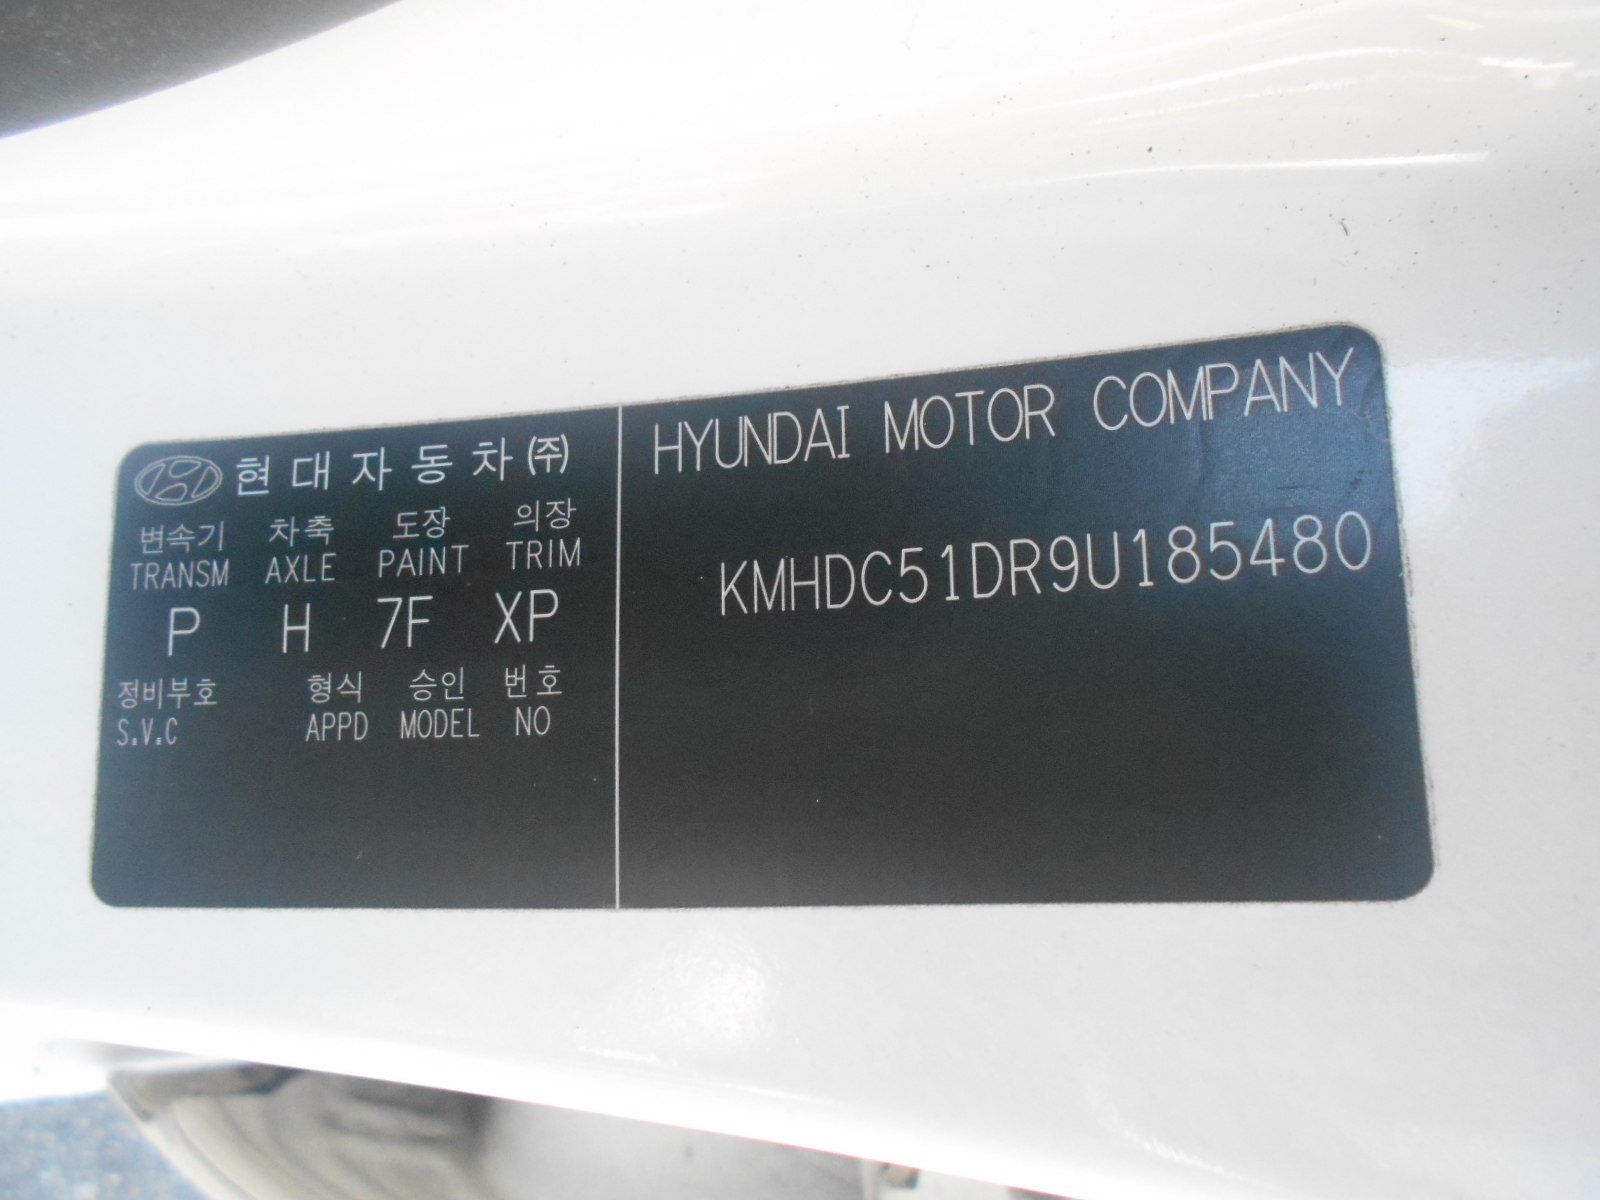 현대자동차(주)
변속기 차축 도장 의장
TRANSM AXLE PAINT TRIM
P H 7F XP
정비부호 형식 승인 번호
S.V.C APPD MODEL NO
HYUNDAI MOTOR COMPANY
KMHDC51DR9U185480